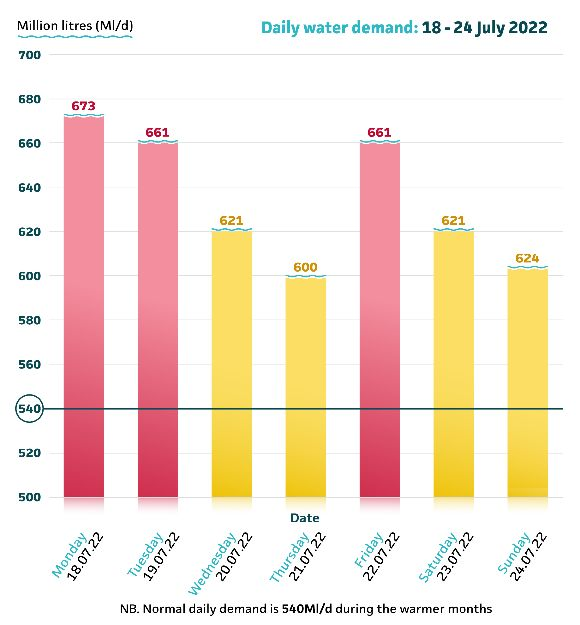 Million litres (Ml/d)
Daily water demand: 18 - 24 July 2022
700
680
660
640
620
600
580
560
540
520
500
673
661
621
600
661
621
624
Date
Monday
18.07.22
Tuesday
19.07.22
Wednesday
20.07.22
Thursday
21.07.22
Friday
22.07.22
Saturday
23.07.22
Sunday
24.07.22
NB. Normal daily demand is 540Ml/d during the warmer months